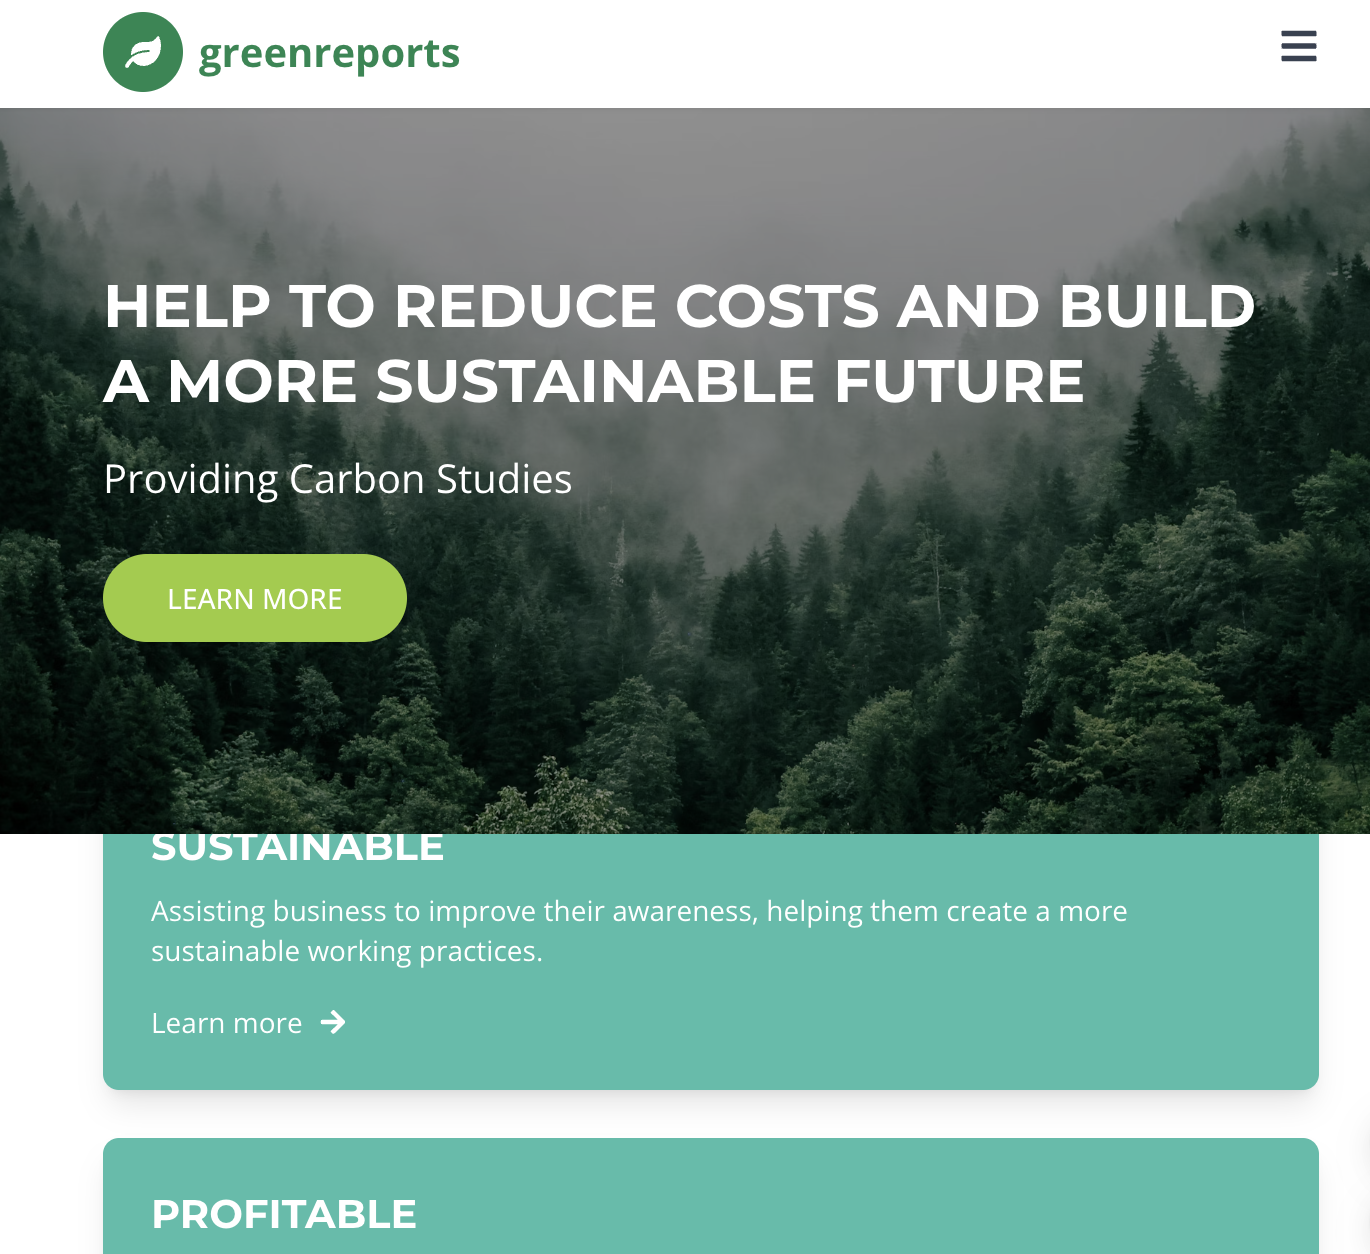 greenreports
HELP TO REDUCE COSTS AND BUILD
A MORE SUSTAINABLE FUTURE
Providing Carbon Studies
LEARN MORE
SUSTAINABLE
Assisting business to improve their awareness, helping them create a more
sustainable working practices.
Learn more
PROFITABLE